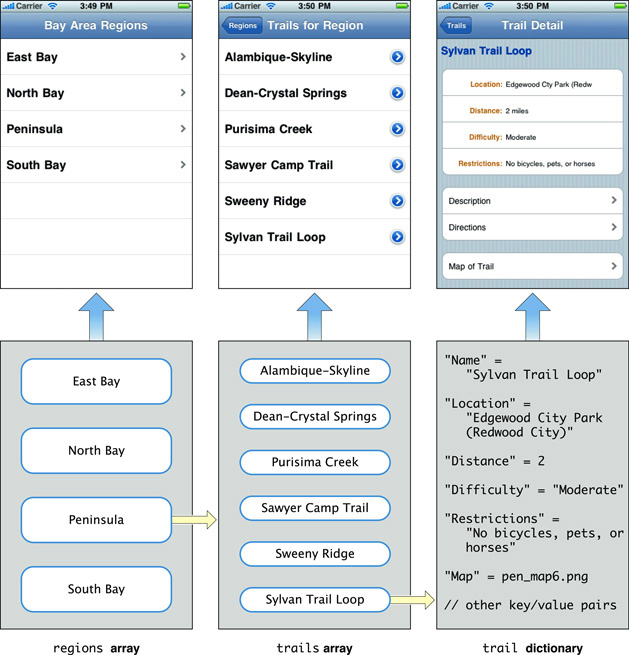 Carrier 3:49 PM
Bay Area Regions
East Bay
North Bay
Peninsula
South Bay
Carrier 3:50 PM
Regions Trails for Region
Alambique-Skyline
Dean-Crystal Springs
Purisima Creek
Sawyer Camp Trail
Sweeny Ridge
Sylvan Trail Loop
Carrier 3:50 PM
Trails Trail Detail
Sylvan Trail Loop
Location: Edgewood Cty Park (Redw
Distance: 2 miles
Difficulty: Moderate
Restrictions: No bicycles, pets, or horses
Description
Directions
Map of Trail
East Bay
North Bay
Peninsula
South Bay
regions array
Alambique-Skyline
Dean-Crystal Springs
Purisima Creek
Sawyer Camp Trail
Sweeny Ridge
Sylvan Trail Loop
trails array
"Name" =
"Sylvan Trail Loop"
"Location" =
"Edgewood City Park
(Redwood City)"
"Distance" = 2
"Difficulty" = "Moderate"
"Restrictions" =
"No bicycles, pets, or
horses"
"Map" = pen_map6.png
// other key/value pairs
trail dictionary